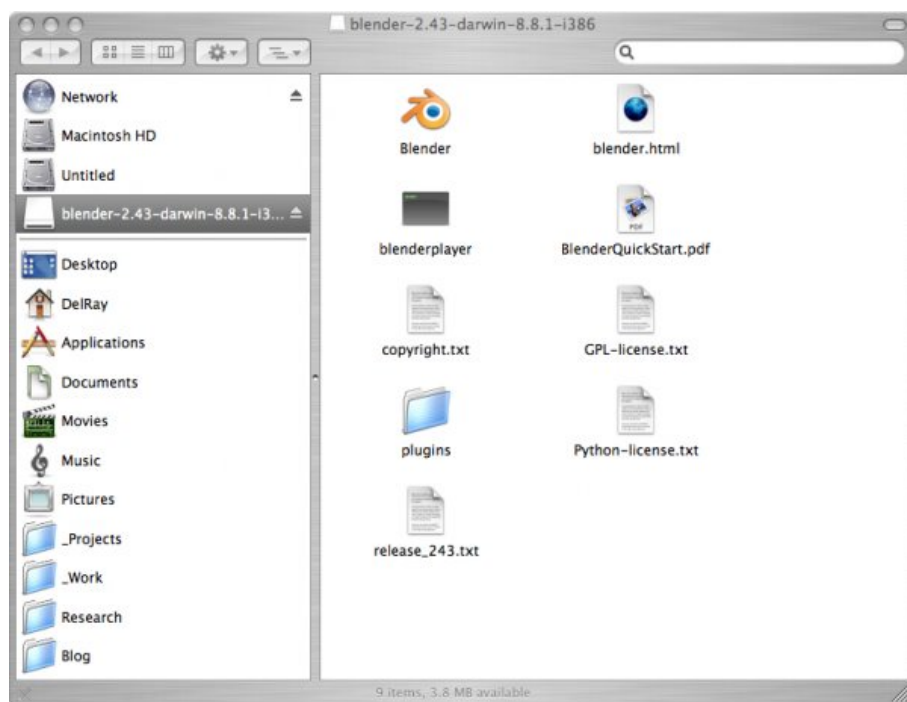 blender-2.43-darwin-8.8.1-i386
Network
Macintosh HD
Untitled
blender-2.43-darwin-8.8.1-i3...
Desktop
DelRay
Applications
Documents
Movies
Music
Pictures
_Projects
_Work
Research
Blog
Blender
blender.html
blenderplayer
PDF
BlenderQuickStart.pdf
copyright.txt
GPL-license.txt
plugins
Python-license.txt
release_243.txt
9 items, 3.8 MB available